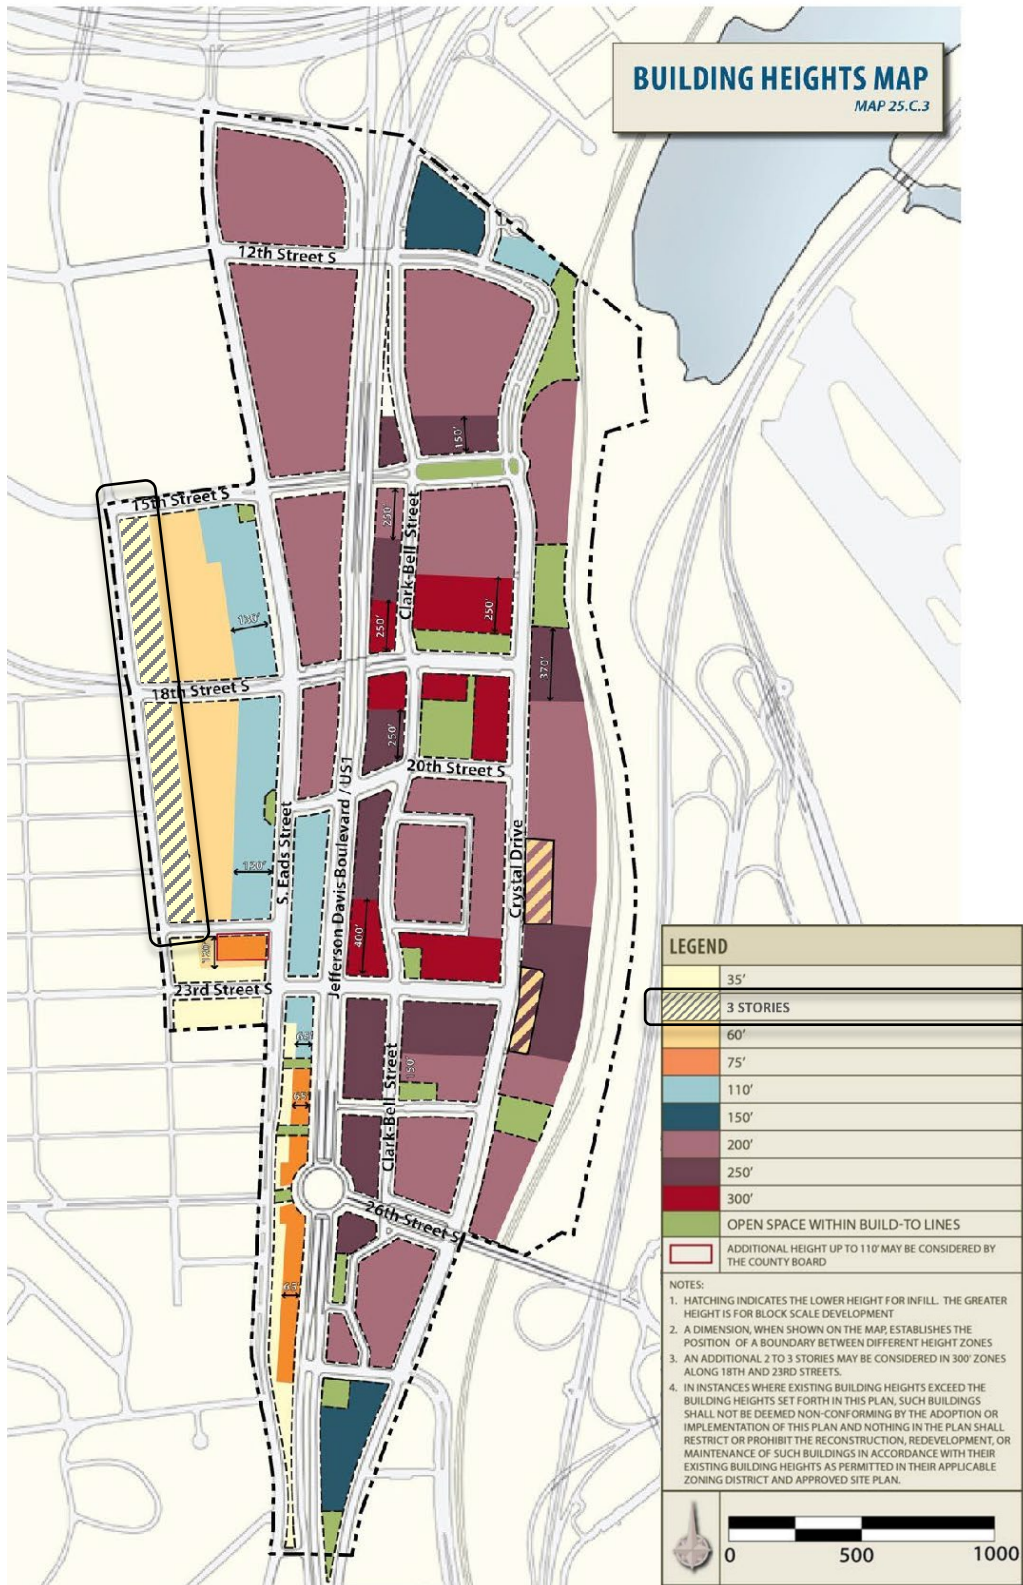 BUILDING HEIGHTS MAP
MAP 25.C.3
12th Street S
150'
15th Street S
250'
Clark-Bell Street
250'
250'
370'
18th Street S
250'
20th Street S
S. Eads Street
Jefferson Davis Boulevard / US1
Crystal Drive
400'
120'
23rd Street S
65'
150'
65'
Clark-Bell Street
26th Street S
65'
LEGEND
35'
3 STORIES
60'
75'
110'
150'
200'
250'
300'
OPEN SPACE WITHIN BUILD-TO LINES
ADDITIONAL HEIGHT UP TO 110' MAY BE CONSIDERED BY
THE COUNTY BOARD
NOTES:
1. HATCHING INDICATES THE LOWER HEIGHT FOR INFILL. THE GREATER
HEIGHT IS FOR BLOCK SCALE DEVELOPMENT
2. A DIMENSION, WHEN SHOWN ON THE MAP, ESTABLISHES THE
POSITION OF A BOUNDARY BETWEEN DIFFERENT HEIGHT ZONES
3. AN ADDITIONAL 2 TO 3 STORIES MAY BE CONSIDERED IN 300' ZONES
ALONG 18TH AND 23RD STREETS.
4. IN INSTANCES WHERE EXISTING BUILDING HEIGHTS EXCEED THE
BUILDING HEIGHTS SET FORTH IN THIS PLAN, SUCH BUILDINGS
SHALL NOT BE DEEMED NON-CONFORMING BY THE ADOPTION OR
IMPLEMENTATION OF THIS PLAN AND NOTHING IN THE PLAN SHALL
RESTRICT OR PROHIBIT THE RECONSTRUCTION, REDEVELOPMENT, OR
MAINTENANCE OF SUCH BUILDINGS IN ACCORDANCE WITH THEIR
EXISTING BUILDING HEIGHTS AS PERMITTED IN THEIR APPLICABLE
ZONING DISTRICT AND APPROVED SITE PLAN.
0 500 1000